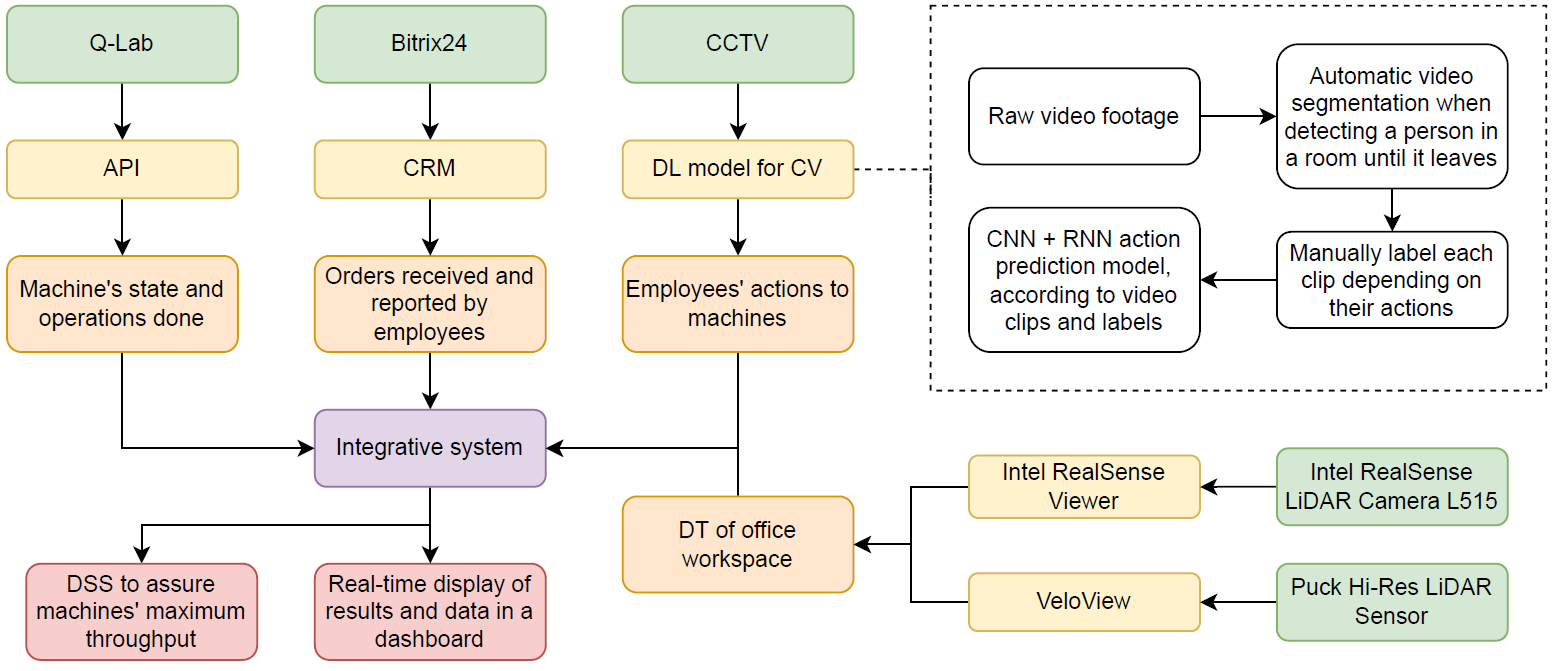 Q-Lab
Bitrix24
CCTV
API
CRM
DL model for CV
Machine's state and
operations done
Orders received and
reported by
employees
Employees' actions to
machines
Integrative system
DSS to assure
machines' maximum
throughput
Real-time display of
results and data in a
dashboard
DT of office
workspace
Raw video footage
Automatic video
segmentation when
detecting a person in
a room until it leaves
Manually label each
clip depending on
their actions
CNN + RNN action
prediction model,
according to video
clips and labels
Intel RealSense
Viewer
Intel RealSense
LiDAR Camera L515
VeloView
Puck Hi-Res LiDAR
Sensor